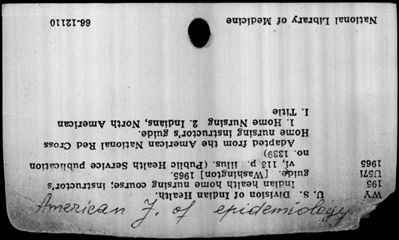 American J. of epidemiology
WY
195
U57i
1965
U. S. Division of Indian Health.
Indian health home nursing course; instructor's
guide. [Washington] 1965.
vi, 113 p. illus. (Public Health Service publication
no. 1339)
Adapted from the American National Red Cross
Home nursing instructor's guide.
1. Home Nursing 2. Indians, North American
I. Title
National Library of Medicine
66-12110